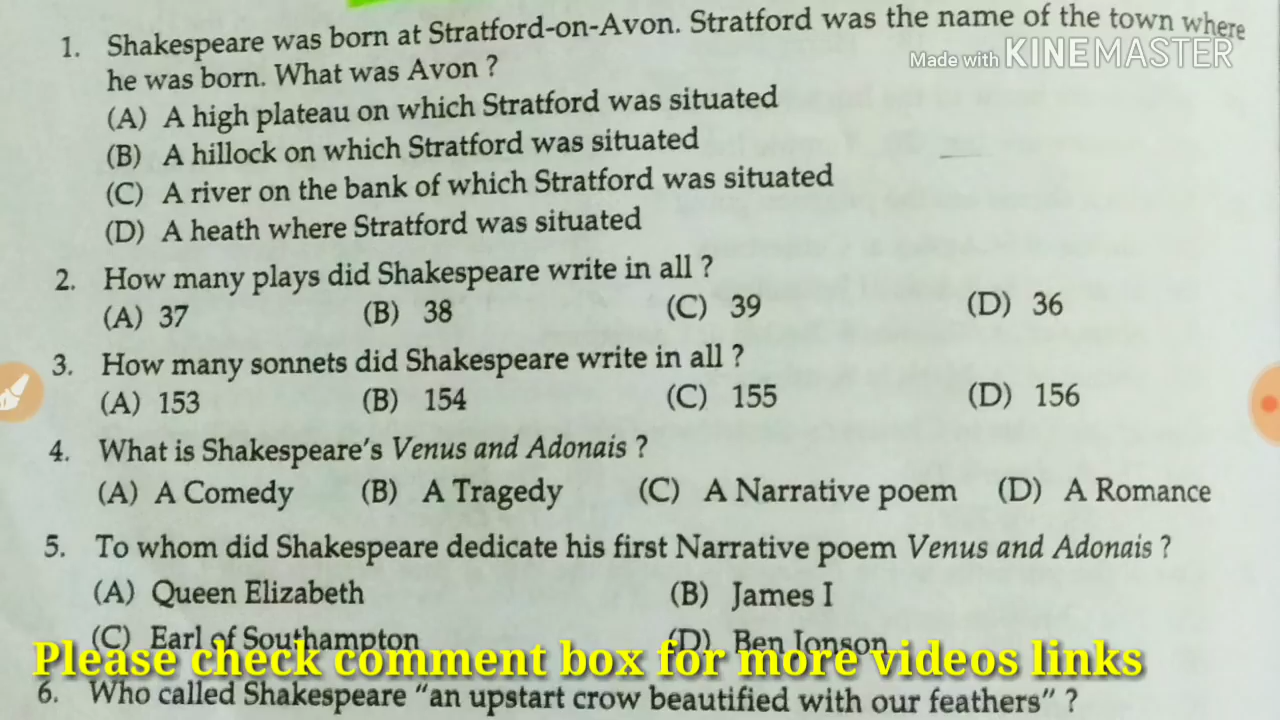 1. Shakespeare was born at Stratford-on-Avon. Stratford was the name of the town where
Made with KINEMASTER
he was born. What was Avon ?
(A) A high plateau on which Stratford was situated
(B) A hillock on which Stratford was situated
(C) A river on the bank of which Stratford was situated
(D) A heath where Stratford was situated
2. How many plays did Shakespeare write in all ?
(A) 37 (B) 38 (C) 39 (D) 36
3. How many sonnets did Shakespeare write in all ?
(A) 153 (B) 154 (C) 155 (D) 156
4. What is Shakespeare's Venus and Adonais ?
(A) A Comedy (B) A Tragedy (C) A Narrative poem (D) A Romance
5. To whom did Shakespeare dedicate his first Narrative poem Venus and Adonais ?
(A) Queen Elizabeth (B) James I
(C) Earl of Southampton (D) Ben Jonson
Please check comment box for more videos links
6. Who called Shakespeare "an upstart crow beautified with our feathers" ?